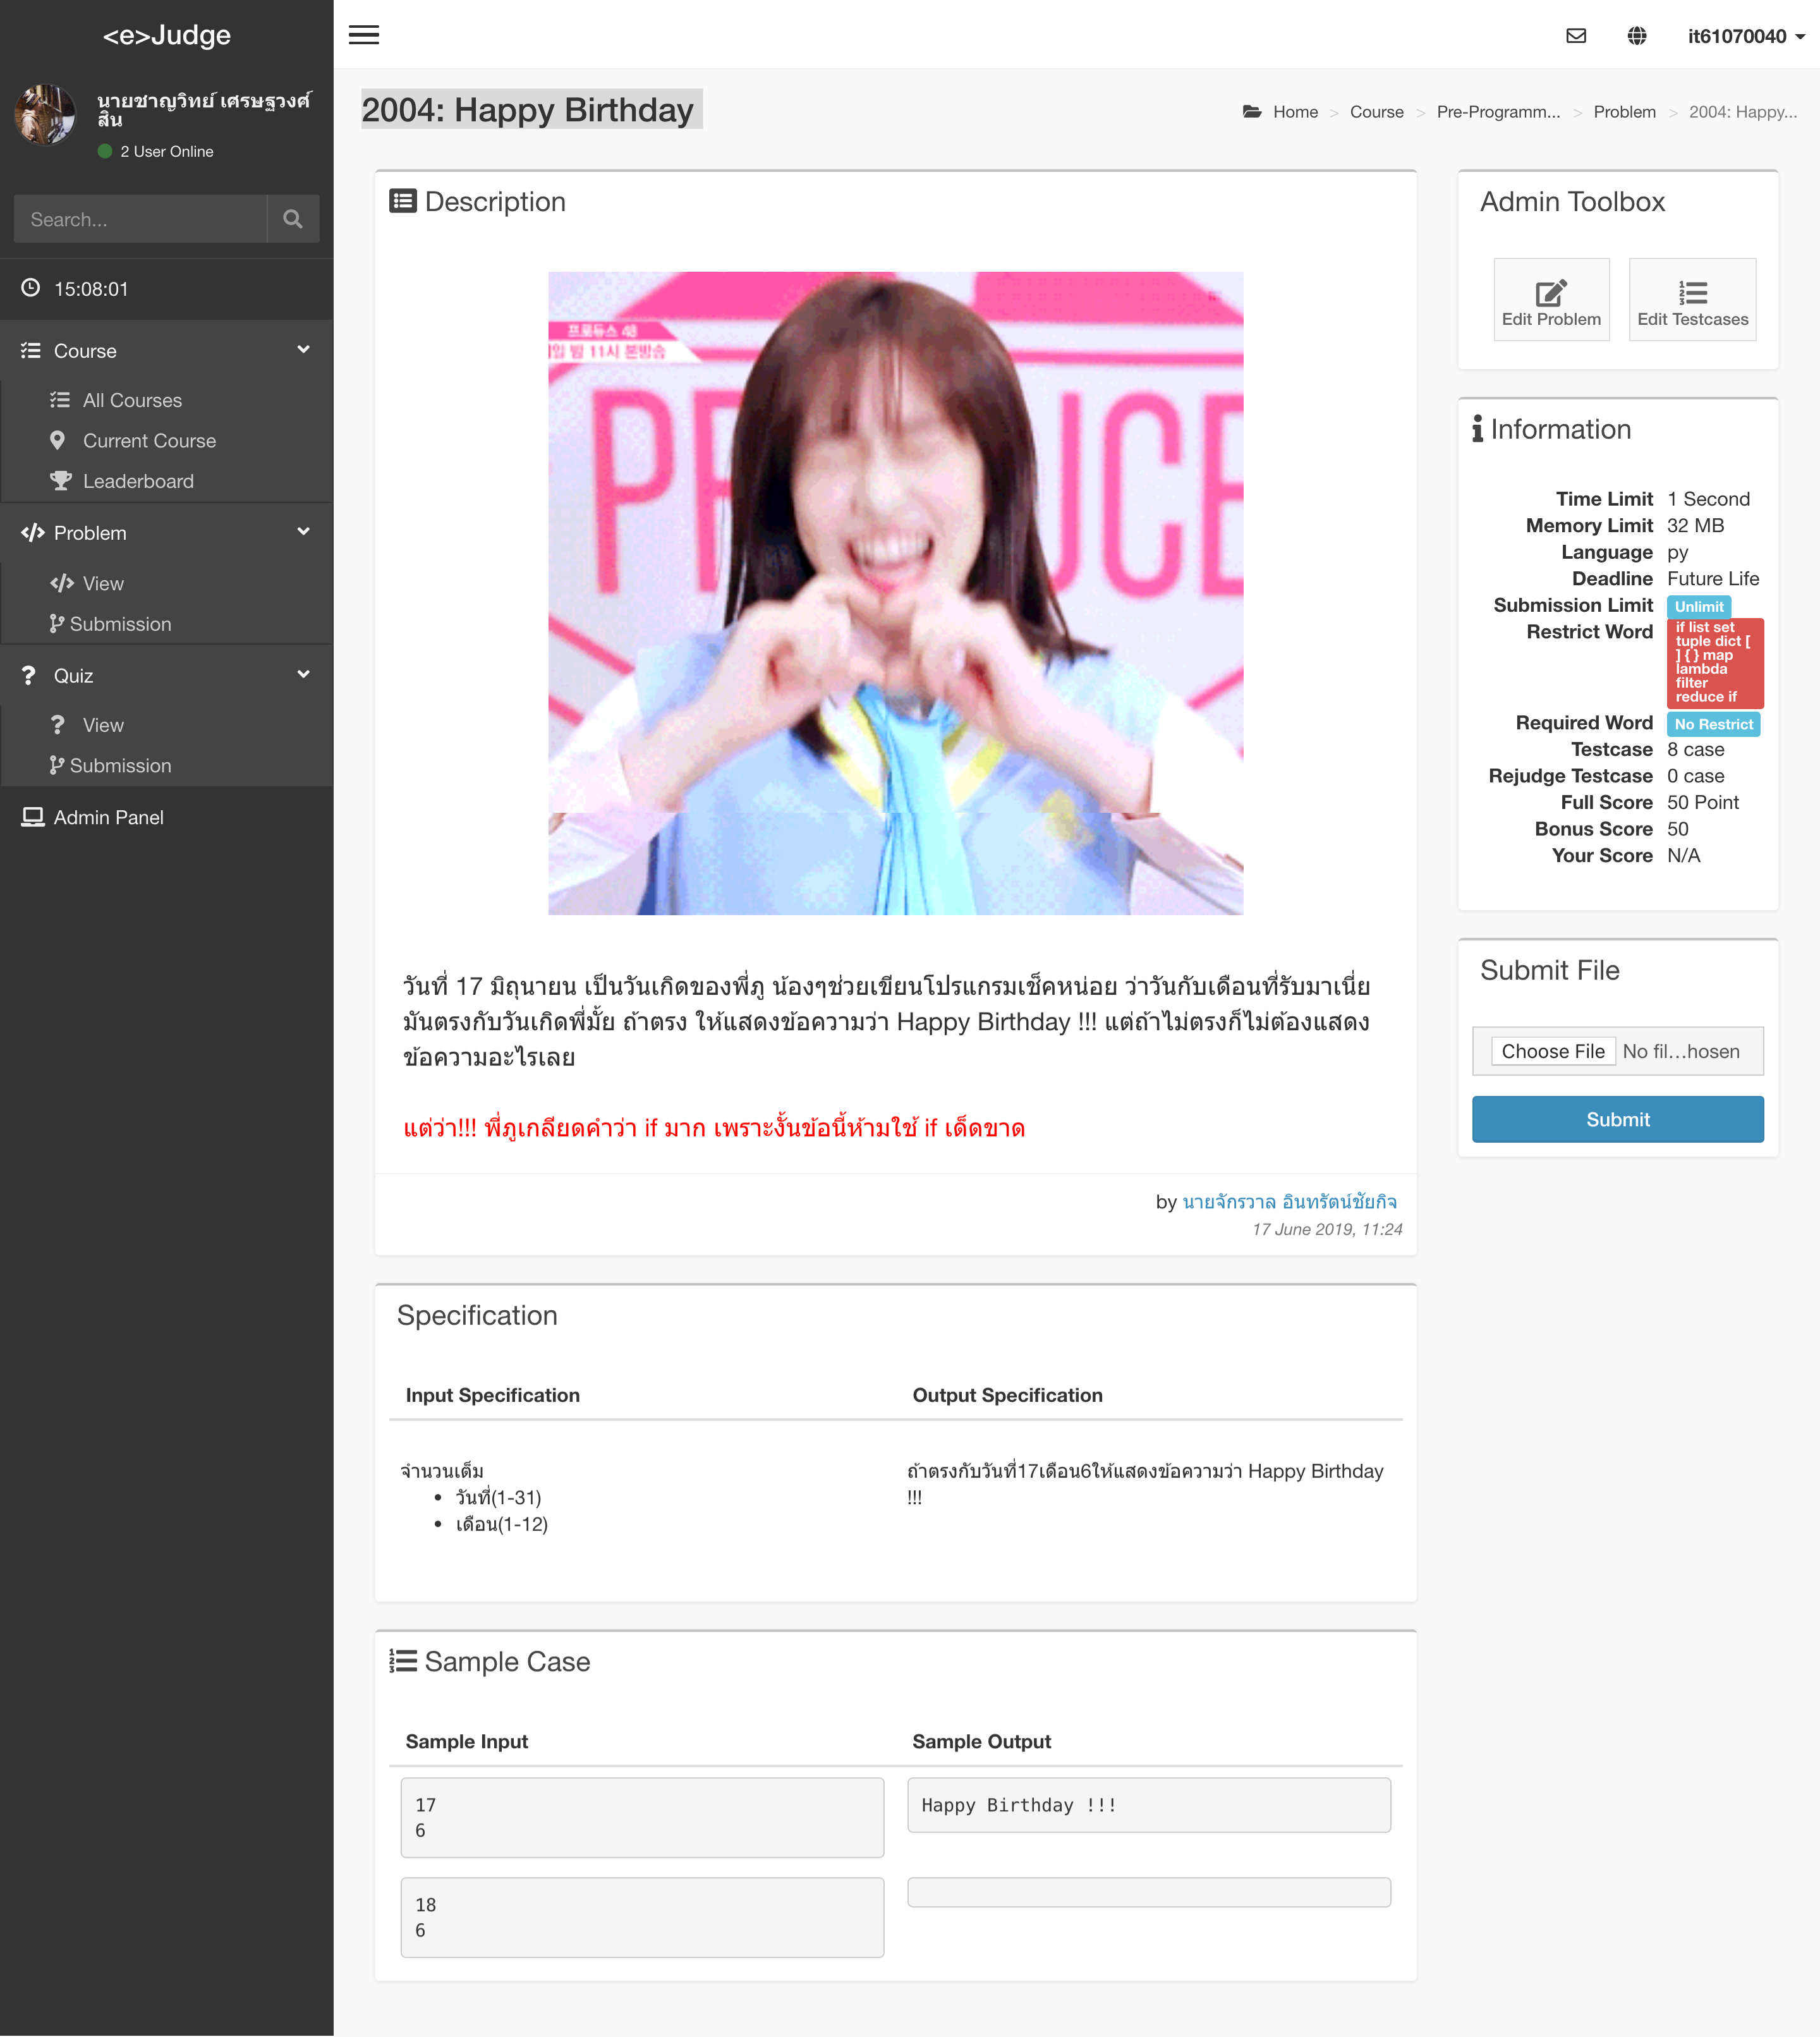 <e>Judge
it61070040
นายชาญวิทย์ เศรษฐวงศ์
สิน
2 User Online
Search...
15:08:01
Course
All Courses
Current Course
Leaderboard
Problem
View
Submission
Quiz
View
Submission
Admin Panel
2004: Happy Birthday
Home > Course > Pre-Programm... > Problem > 2004: Happy...
Description
프로듀스 48
일 밤 11시 본방송
PR UCE
วันที่ 17 มิถุนายน เป็นวันเกิดของพี่ภู น้องๆช่วยเขียนโปรแกรมเช็คหน่อย ว่าวันกับเดือนที่รับมาเนี่ย
มันตรงกับวันเกิดพี่มั้ย ถ้าตรง ให้แสดงข้อความว่า Happy Birthday !!! แต่ถ้าไม่ตรงก็ไม่ต้องแสดง
ข้อความอะไรเลย
แต่ว่า!!! พี่ภูเกลียดคำว่า if มาก เพราะงั้นข้อนี้ห้ามใช้ if เด็ดขาด
by นายจักรวาล อินทรัตน์ชัยกิจ
17 June 2019, 11:24
Specification
Input Specification
Output Specification
จำนวนเต็ม
วันที่(1-31)
เดือน(1-12)
ถ้าตรงกับวันที่17เดือน6ให้แสดงข้อความว่า Happy Birthday
!!!
Sample Case
Sample Input
Sample Output
17
6
Happy Birthday !!!
18
6
Admin Toolbox
Edit Problem
Edit Testcases
Information
Time Limit 1 Second
Memory Limit 32 MB
Language py
Deadline Future Life
Submission Limit Unlimit
Restrict Word if list set
tuple dict [
] { } map
lambda
filter
reduce if
Required Word No Restrict
Testcase 8 case
Rejudge Testcase 0 case
Full Score 50 Point
Bonus Score 50
Your Score N/A
Submit File
Choose File No fil...hosen
Submit